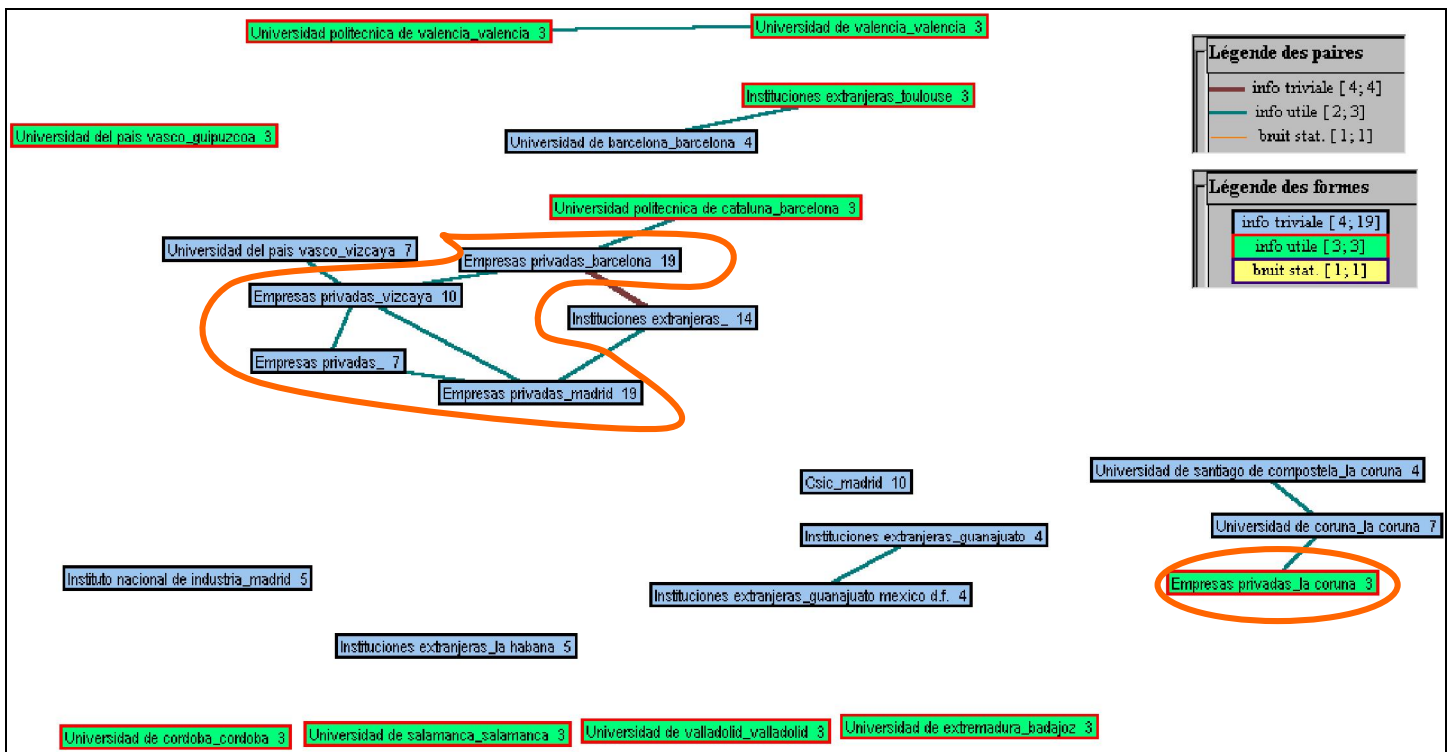 Universidad politecnica de valencia_valencia 3
Universidad de valencia_valencia 3
Légende des paires
info triviale [4;4]
info utile [2;3]
bruit stat. [1;1]
Instituciones extranjeras_toulouse 3
Universidad del pais vasco_guipuzcoa 3
Universidad de barcelona_barcelona 4
Légende des formes
info triviale [4;19]
info utile [3;3]
bruit stat. [1;1]
Universidad politecnica de cataluna_barcelona 3
Universidad del pais vasco_vizcaya 7
Empresas privadas_barcelona 19
Empresas privadas_vizcaya 10
Instituciones extranjeras_ 14
Empresas privadas_ 7
Empresas privadas_madrid 19
Universidad de santiago de compostela_la coruna 4
Csic_madrid 10
Universidad de coruna_la coruna 7
Instituciones extranjeras_guanajuato 4
Instituto nacional de industria_madrid 5
Empresas privadas_la coruna 3
Instituciones extranjeras_guanajuato mexico d.f. 4
Instituciones extranjeras_la habana 5
Universidad de cordoba_cordoba 3
Universidad de salamanca_salamanca 3
Universidad de valladolid_valladolid 3
Universidad de extremadura_badajoz 3